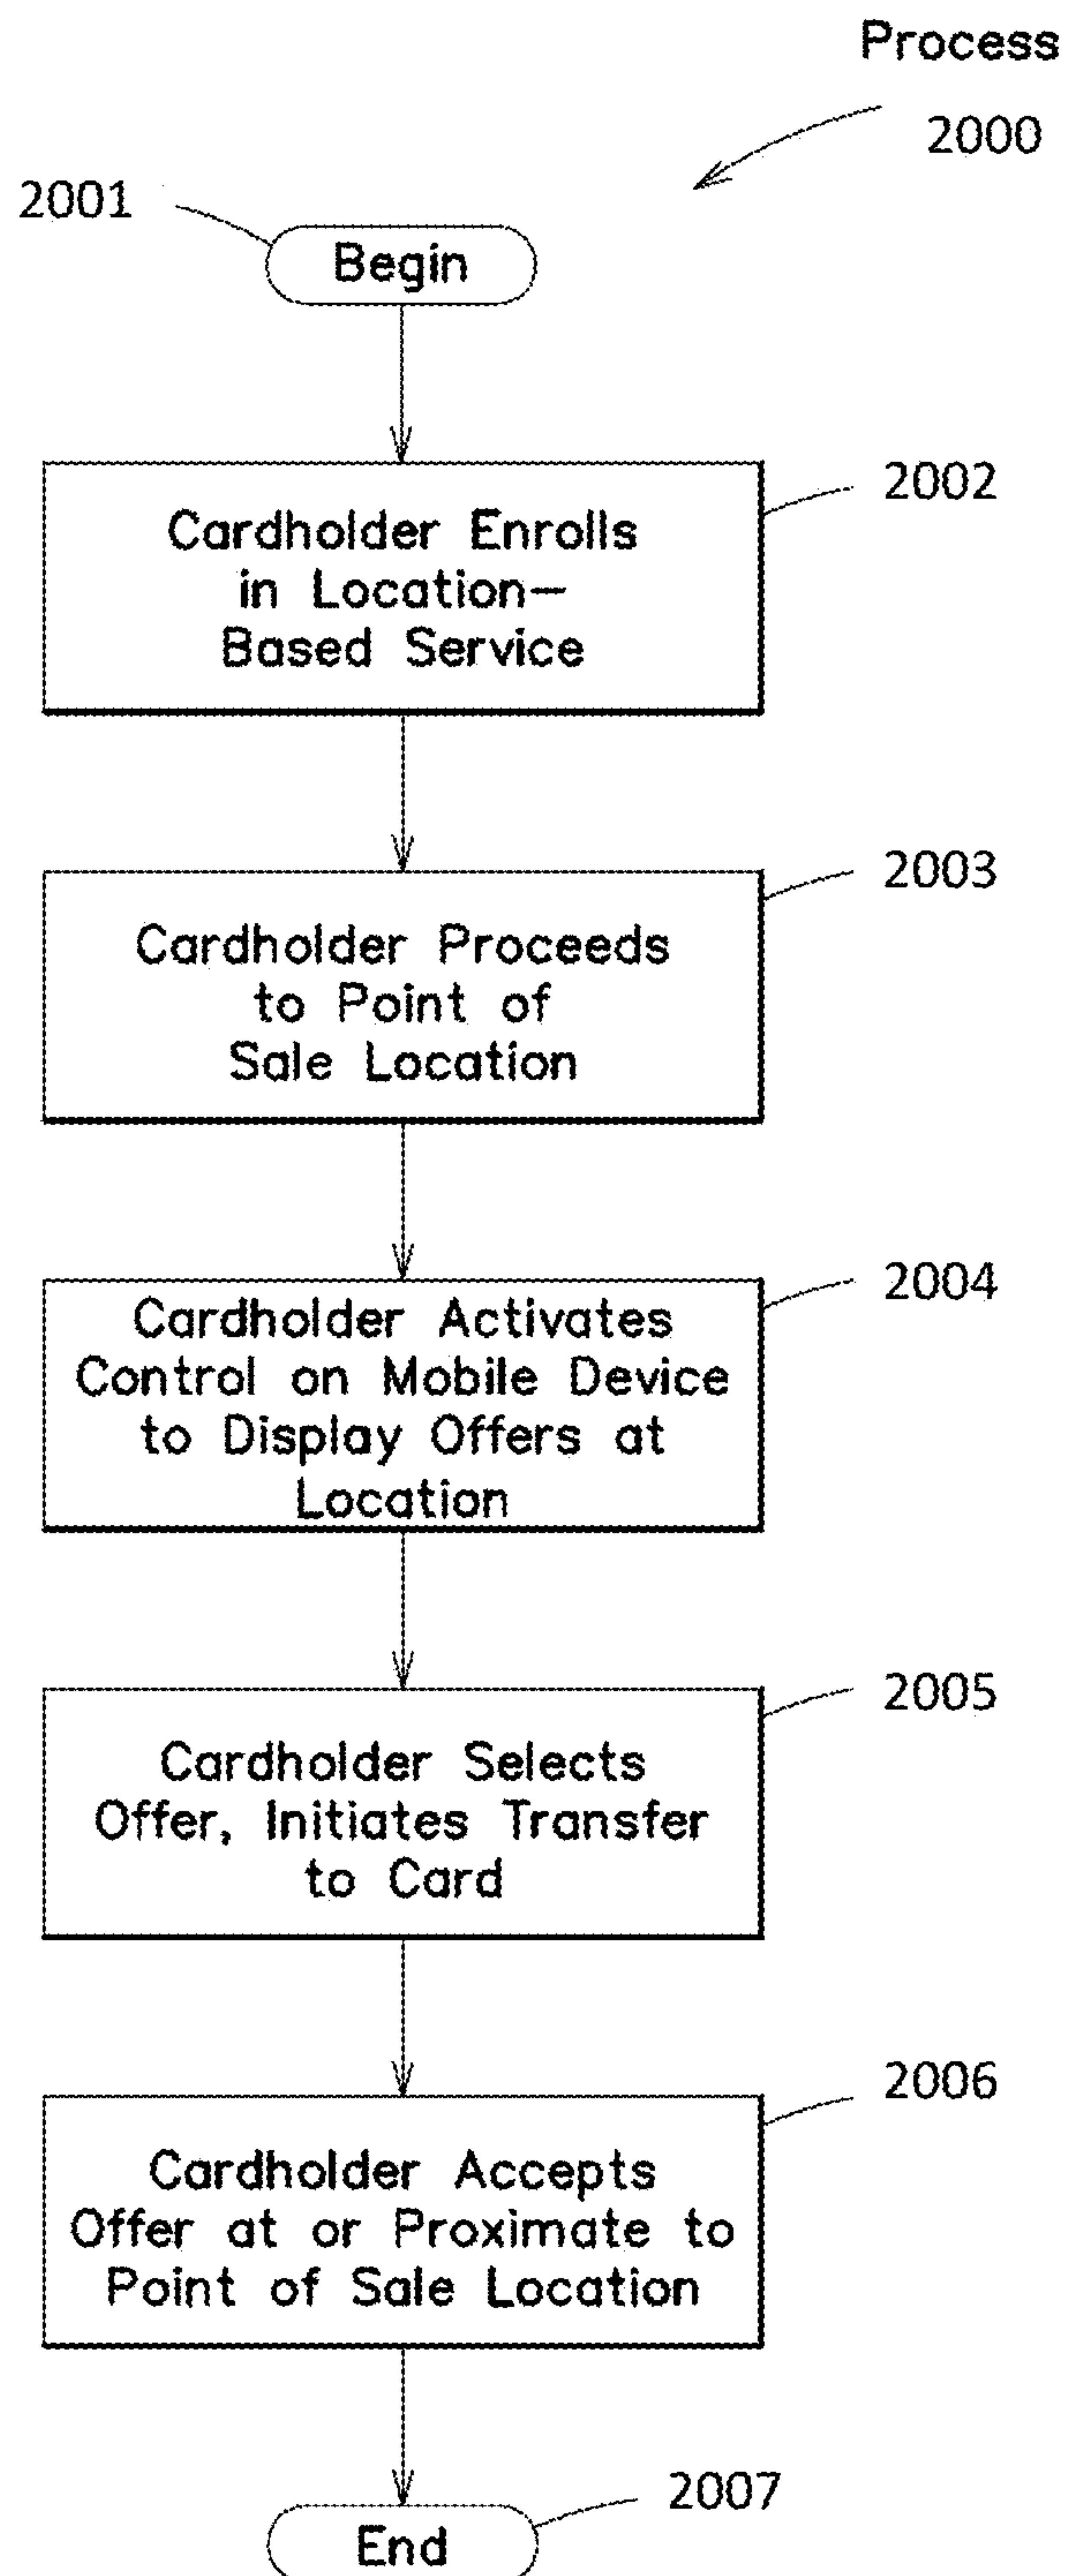 Process
2000
2001
Begin
2002
Cardholder Enrolls
in Location—
Based Service
2003
Cardholder Proceeds
to Point of
Sale Location
2004
Cardholder Activates
Control on Mobile Device
to Display Offers at
Location
2005
Cardholder Selects
Offer, Initiates Transfer
to Card
2006
Cardholder Accepts
Offer at or Proximate to
Point of Sale Location
2007
End